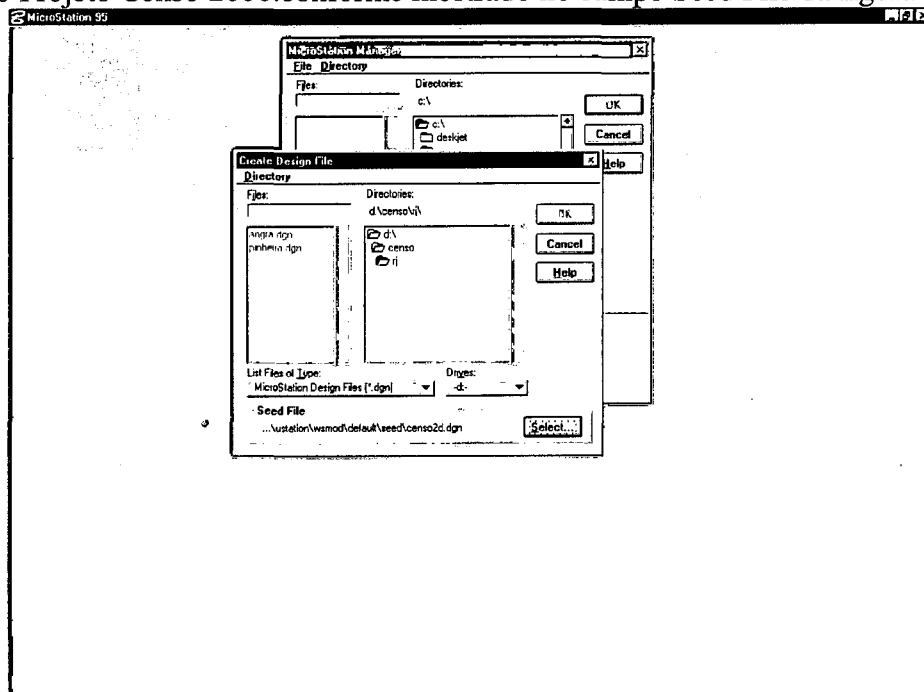 Projeto Censo
MicroStation 95
MicroStation Manager
File Directory
Files:
Directories:
c:\
c:\
deskjet
OK
Cancel
Help
Create Design File
Directory
Files:
Directories:
d:\censo\rj\
angra.dgn
pinheiro.dgn
d:\
censo
rj
OK
Cancel
Help
List Files of Type:
MicroStation Design Files (*.dgn)
Drives:
-d:-
Seed File
...\ustation\wsmod\default\seed\censo2d.dgn
Select...